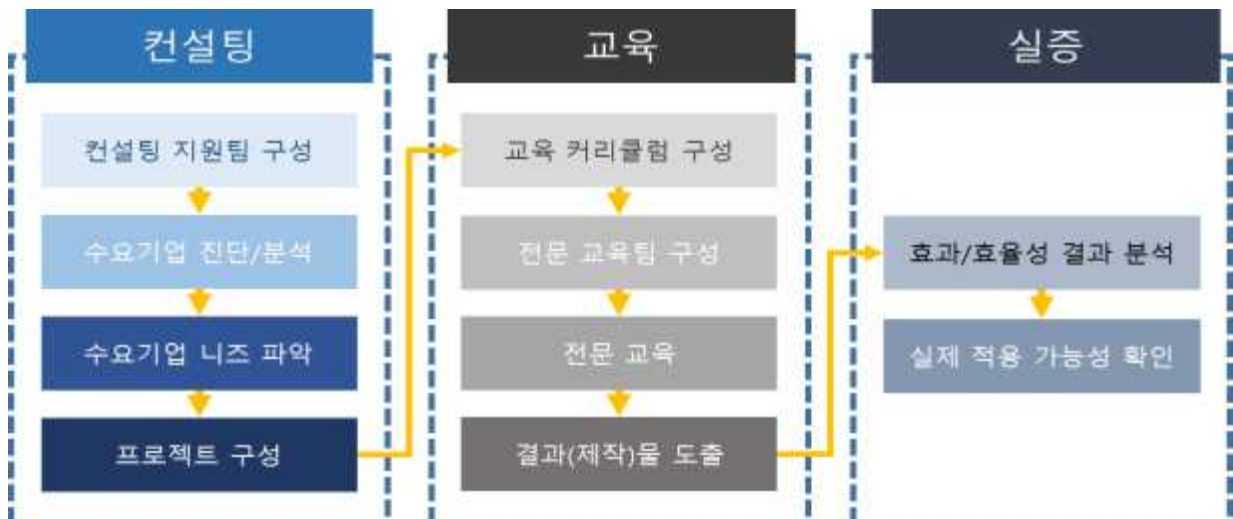 컨설팅
컨설팅 지원팀 구성
수요기업 진단/분석
수요기업 니즈 파악
프로젝트 구성
교육
교육 커리큘럼 구성
전문 교육팀 구성
전문 교육
결과(제작)물 도출
실증
효과/효율성 결과 분석
실제 적용 가능성 확인